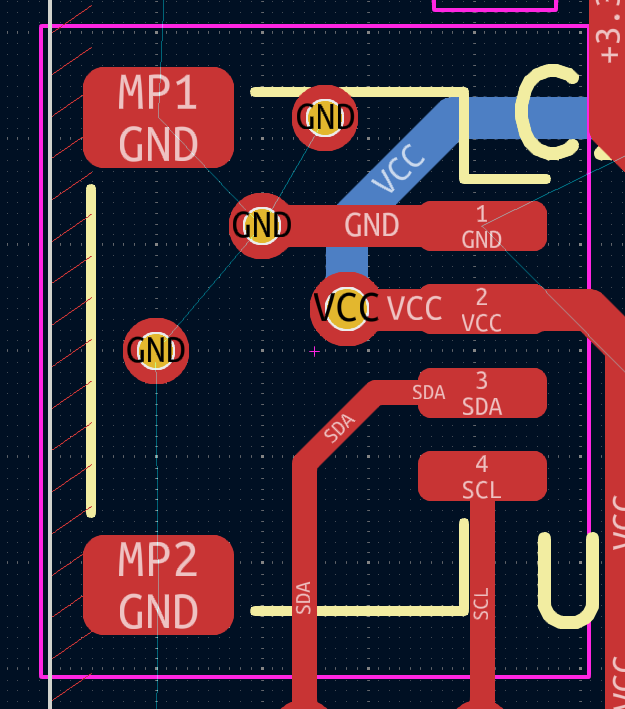 +3.3
MP1
GND
GND
C
VCC
GND
GND
1
GND
VCC
VCC
2
VCC
GND
SDA
3
SDA
SDA
4
SCL
VCC
MP2
GND
SDA
SCL
U
VCC